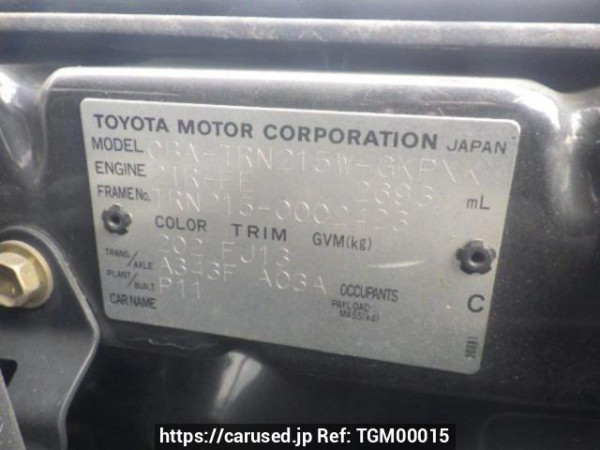 TOYOTA MOTOR CORPORATION JAPAN
MODEL CBA-TRN215W-GKPXK
ENGINE 2TR-FE 2693 mL
FRAME No. TRN215-0002423
COLOR TRIM GVM(kg)
202 FJ13
TRANS/AXLE A343F A03A
PLANT/BUILT P11 OCCUPANTS C
CAR NAME PAYLOAD MASS(kg)
https://carused.jp Ref: TGM00015